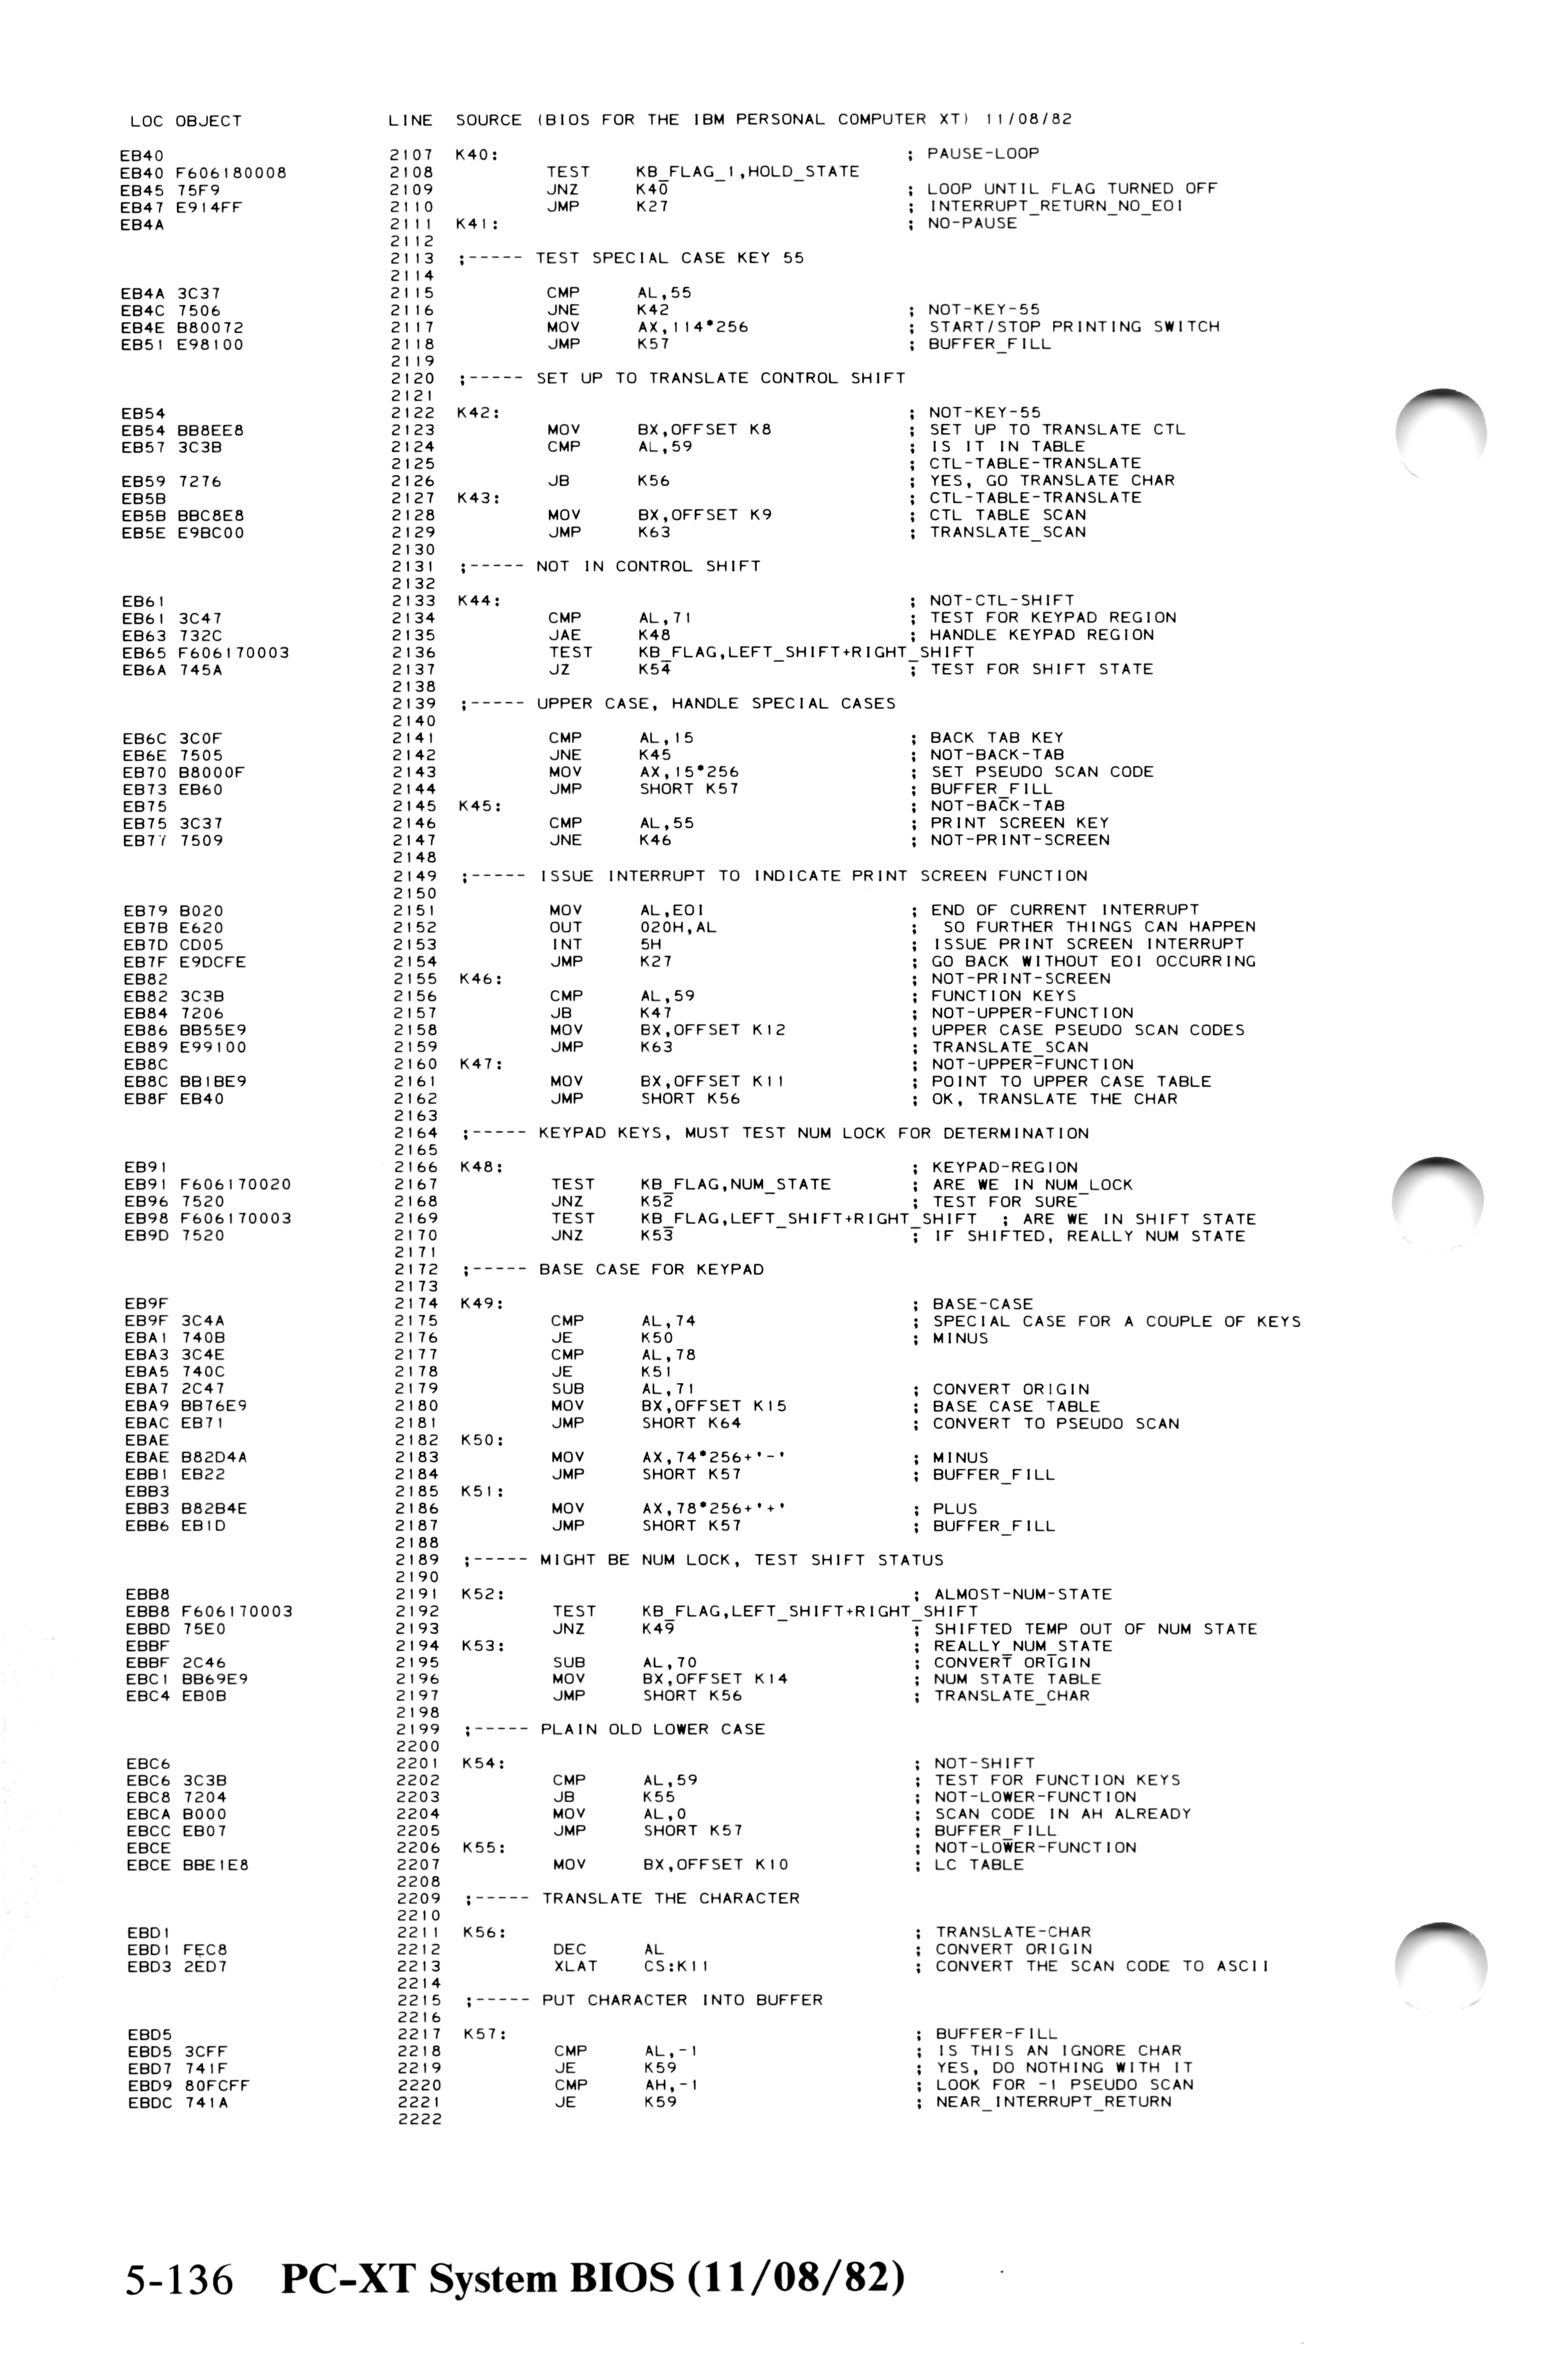 LOC OBJECT LINE SOURCE (BIOS FOR THE IBM PERSONAL COMPUTER XT) 11/08/82
EB40 2107 K40: ; PAUSE-LOOP
EB40 F606180008 2108 TEST KB_FLAG_1,HOLD_STATE
EB45 75F9 2109 JNZ K40 ; LOOP UNTIL FLAG TURNED OFF
EB47 E914FF 2110 JMP K27 ; INTERRUPT_RETURN_NO_EOI
EB4A 2111 K41: ; NO-PAUSE
2112
2113 ;----- TEST SPECIAL CASE KEY 55
2114
EB4A 3C37 2115 CMP AL,55
EB4C 7506 2116 JNE K42 ; NOT-KEY-55
EB4E B80072 2117 MOV AX,114*256 ; START/STOP PRINTING SWITCH
EB51 E98100 2118 JMP K57 ; BUFFER_FILL
2119
2120 ;----- SET UP TO TRANSLATE CONTROL SHIFT
2121
EB54 2122 K42: ; NOT-KEY-55
EB54 BB8EE8 2123 MOV BX,OFFSET K8 ; SET UP TO TRANSLATE CTL
EB57 3C3B 2124 CMP AL,59 ; IS IT IN TABLE
2125 ; CTL-TABLE-TRANSLATE
EB59 7276 2126 JB K56 ; YES, GO TRANSLATE CHAR
EB5B 2127 K43: ; CTL-TABLE-TRANSLATE
EB5B BBC8E8 2128 MOV BX,OFFSET K9 ; CTL TABLE SCAN
EB5E E9BC00 2129 JMP K63 ; TRANSLATE_SCAN
2130
2131 ;----- NOT IN CONTROL SHIFT
2132
EB61 2133 K44: ; NOT-CTL-SHIFT
EB61 3C47 2134 CMP AL,71 ; TEST FOR KEYPAD REGION
EB63 732C 2135 JAE K48 ; HANDLE KEYPAD REGION
EB65 F606170003 2136 TEST KB_FLAG,LEFT_SHIFT+RIGHT_SHIFT
EB6A 745A 2137 JZ K54 ; TEST FOR SHIFT STATE
2138
2139 ;----- UPPER CASE, HANDLE SPECIAL CASES
2140
EB6C 3C0F 2141 CMP AL,15 ; BACK TAB KEY
EB6E 7505 2142 JNE K45 ; NOT-BACK-TAB
EB70 B8000F 2143 MOV AX,15*256 ; SET PSEUDO SCAN CODE
EB73 EB60 2144 JMP SHORT K57 ; BUFFER_FILL
EB75 2145 K45: ; NOT-BACK-TAB
EB75 3C37 2146 CMP AL,55 ; PRINT SCREEN KEY
EB77 7509 2147 JNE K46 ; NOT-PRINT-SCREEN
2148
2149 ;----- ISSUE INTERRUPT TO INDICATE PRINT SCREEN FUNCTION
2150
EB79 B020 2151 MOV AL,EOI ; END OF CURRENT INTERRUPT
EB7B E620 2152 OUT 020H,AL ; SO FURTHER THINGS CAN HAPPEN
EB7D CD05 2153 INT 5H ; ISSUE PRINT SCREEN INTERRUPT
EB7F E9DCFE 2154 JMP K27 ; GO BACK WITHOUT EOI OCCURRING
EB82 2155 K46: ; NOT-PRINT-SCREEN
EB82 3C3B 2156 CMP AL,59 ; FUNCTION KEYS
EB84 7206 2157 JB K47 ; NOT-UPPER-FUNCTION
EB86 BB55E9 2158 MOV BX,OFFSET K12 ; UPPER CASE PSEUDO SCAN CODES
EB89 E99100 2159 JMP K63 ; TRANSLATE_SCAN
EB8C 2160 K47: ; NOT-UPPER-FUNCTION
EB8C BB1BE9 2161 MOV BX,OFFSET K11 ; POINT TO UPPER CASE TABLE
EB8F EB40 2162 JMP SHORT K56 ; OK, TRANSLATE THE CHAR
2163
2164 ;----- KEYPAD KEYS, MUST TEST NUM LOCK FOR DETERMINATION
2165
EB91 2166 K48: ; KEYPAD-REGION
EB91 F606170020 2167 TEST KB_FLAG,NUM_STATE ; ARE WE IN NUM_LOCK
EB96 7520 2168 JNZ K52 ; TEST FOR SURE
EB98 F606170003 2169 TEST KB_FLAG,LEFT_SHIFT+RIGHT_SHIFT ; ARE WE IN SHIFT STATE
EB9D 7520 2170 JNZ K53 ; IF SHIFTED, REALLY NUM STATE
2171
2172 ;----- BASE CASE FOR KEYPAD
2173
EB9F 2174 K49: ; BASE-CASE
EB9F 3C4A 2175 CMP AL,74 ; SPECIAL CASE FOR A COUPLE OF KEYS
EBA1 740B 2176 JE K50 ; MINUS
EBA3 3C4E 2177 CMP AL,78
EBA5 740C 2178 JE K51
EBA7 2C47 2179 SUB AL,71 ; CONVERT ORIGIN
EBA9 BB76E9 2180 MOV BX,OFFSET K15 ; BASE CASE TABLE
EBAC EB71 2181 JMP SHORT K64 ; CONVERT TO PSEUDO SCAN
EBAE 2182 K50:
EBAE B82D4A 2183 MOV AX,74*256+'-' ; MINUS
EBB1 EB22 2184 JMP SHORT K57 ; BUFFER_FILL
EBB3 2185 K51:
EBB3 B82B4E 2186 MOV AX,78*256+'+' ; PLUS
EBB6 EB1D 2187 JMP SHORT K57 ; BUFFER_FILL
2188
2189 ;----- MIGHT BE NUM LOCK, TEST SHIFT STATUS
2190
EBB8 2191 K52: ; ALMOST-NUM-STATE
EBB8 F606170003 2192 TEST KB_FLAG,LEFT_SHIFT+RIGHT_SHIFT
EBBD 75E0 2193 JNZ K49 ; SHIFTED TEMP OUT OF NUM STATE
EBBF 2194 K53: ; REALLY_NUM_STATE
EBBF 2C46 2195 SUB AL,70 ; CONVERT ORIGIN
EBC1 BB69E9 2196 MOV BX,OFFSET K14 ; NUM STATE TABLE
EBC4 EB0B 2197 JMP SHORT K56 ; TRANSLATE_CHAR
2198
2199 ;----- PLAIN OLD LOWER CASE
2200
EBC6 2201 K54: ; NOT-SHIFT
EBC6 3C3B 2202 CMP AL,59 ; TEST FOR FUNCTION KEYS
EBC8 7204 2203 JB K55 ; NOT-LOWER-FUNCTION
EBCA B000 2204 MOV AL,0 ; SCAN CODE IN AH ALREADY
EBCC EB07 2205 JMP SHORT K57 ; BUFFER_FILL
EBCE 2206 K55: ; NOT-LOWER-FUNCTION
EBCE BBE1E8 2207 MOV BX,OFFSET K10 ; LC TABLE
2208
2209 ;----- TRANSLATE THE CHARACTER
2210
EBD1 2211 K56: ; TRANSLATE-CHAR
EBD1 FEC8 2212 DEC AL ; CONVERT ORIGIN
EBD3 2ED7 2213 XLAT CS:K11 ; CONVERT THE SCAN CODE TO ASCII
2214
2215 ;----- PUT CHARACTER INTO BUFFER
2216
EBD5 2217 K57: ; BUFFER-FILL
EBD5 3CFF 2218 CMP AL,-1 ; IS THIS AN IGNORE CHAR
EBD7 741F 2219 JE K59 ; YES, DO NOTHING WITH IT
EBD9 80FCFF 2220 CMP AH,-1 ; LOOK FOR -1 PSEUDO SCAN
EBDC 741A 2221 JE K59 ; NEAR_INTERRUPT_RETURN
2222
5-136 PC-XT System BIOS (11/08/82)